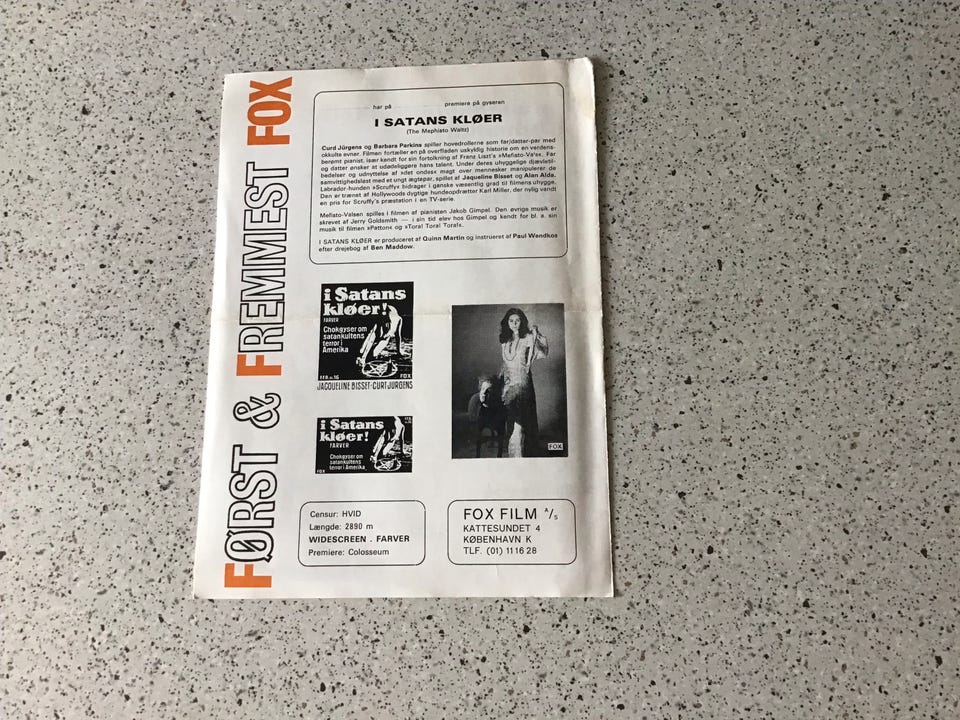 FØRST & FREMMEST FOX
har på premiere på gyseren
I SATANS KLØER
(The Mephisto Waltz)
Curd Jürgens og Barbara Parkins spiller hovedrollerne som far/datter-par med
okkulte evner. Filmen fortæller en på overfladen uskyldig historie om en verdens-
berømt pianist, især kendt for sin fortolkning af Franz Liszt's »Mefisto-Vals«. Far
og datter ønsker at udødeliggøre hans talent. Under deres uhyggelige djævletil-
bedelser og udnyttelse af »det ondes« magt over mennesker manipulerer de
samvittighedsløst med et ungt ægtepar, spillet af Jaqueline Bisset og Alan Alda.
Labrador-hunden »Scruffy« bidrager i ganske væsentlig grad til filmens uhygge.
Den er trænet af Hollywoods dygtige hundeopdrætter Karl Miller, der nylig vandt
en pris for Scruffy's præstation i en TV-serie.
Mefisto-Valsen spilles i filmen af pianisten Jakob Gimpel. Den øvrige musik er
skrevet af Jerry Goldsmith — i sin tid elev hos Gimpel og kendt for bl. a. sin
musik til filmen »Patton« og »Tora! Tora! Tora!«.
I SATANS KLØER er produceret af Quinn Martin og instrueret af Paul Wendkos
efter drejebog af Ben Maddow.
i Satans
kløer!
FARVER
Chokgyser om
satankultens
terror i
Amerika
F.F.B. n. 16 FOX
JACQUELINE BISSET·CURT JÜRGENS
i Satans
kløer!
FARVER
Chokgyser om
satankultens
terror i Amerika
FOX
FOX
Censur: HVID
Længde: 2890 m
WIDESCREEN . FARVER
Premiere: Colosseum
FOX FILM A/S
KATTESUNDET 4
KØBENHAVN K
TLF. (01) 11 16 28